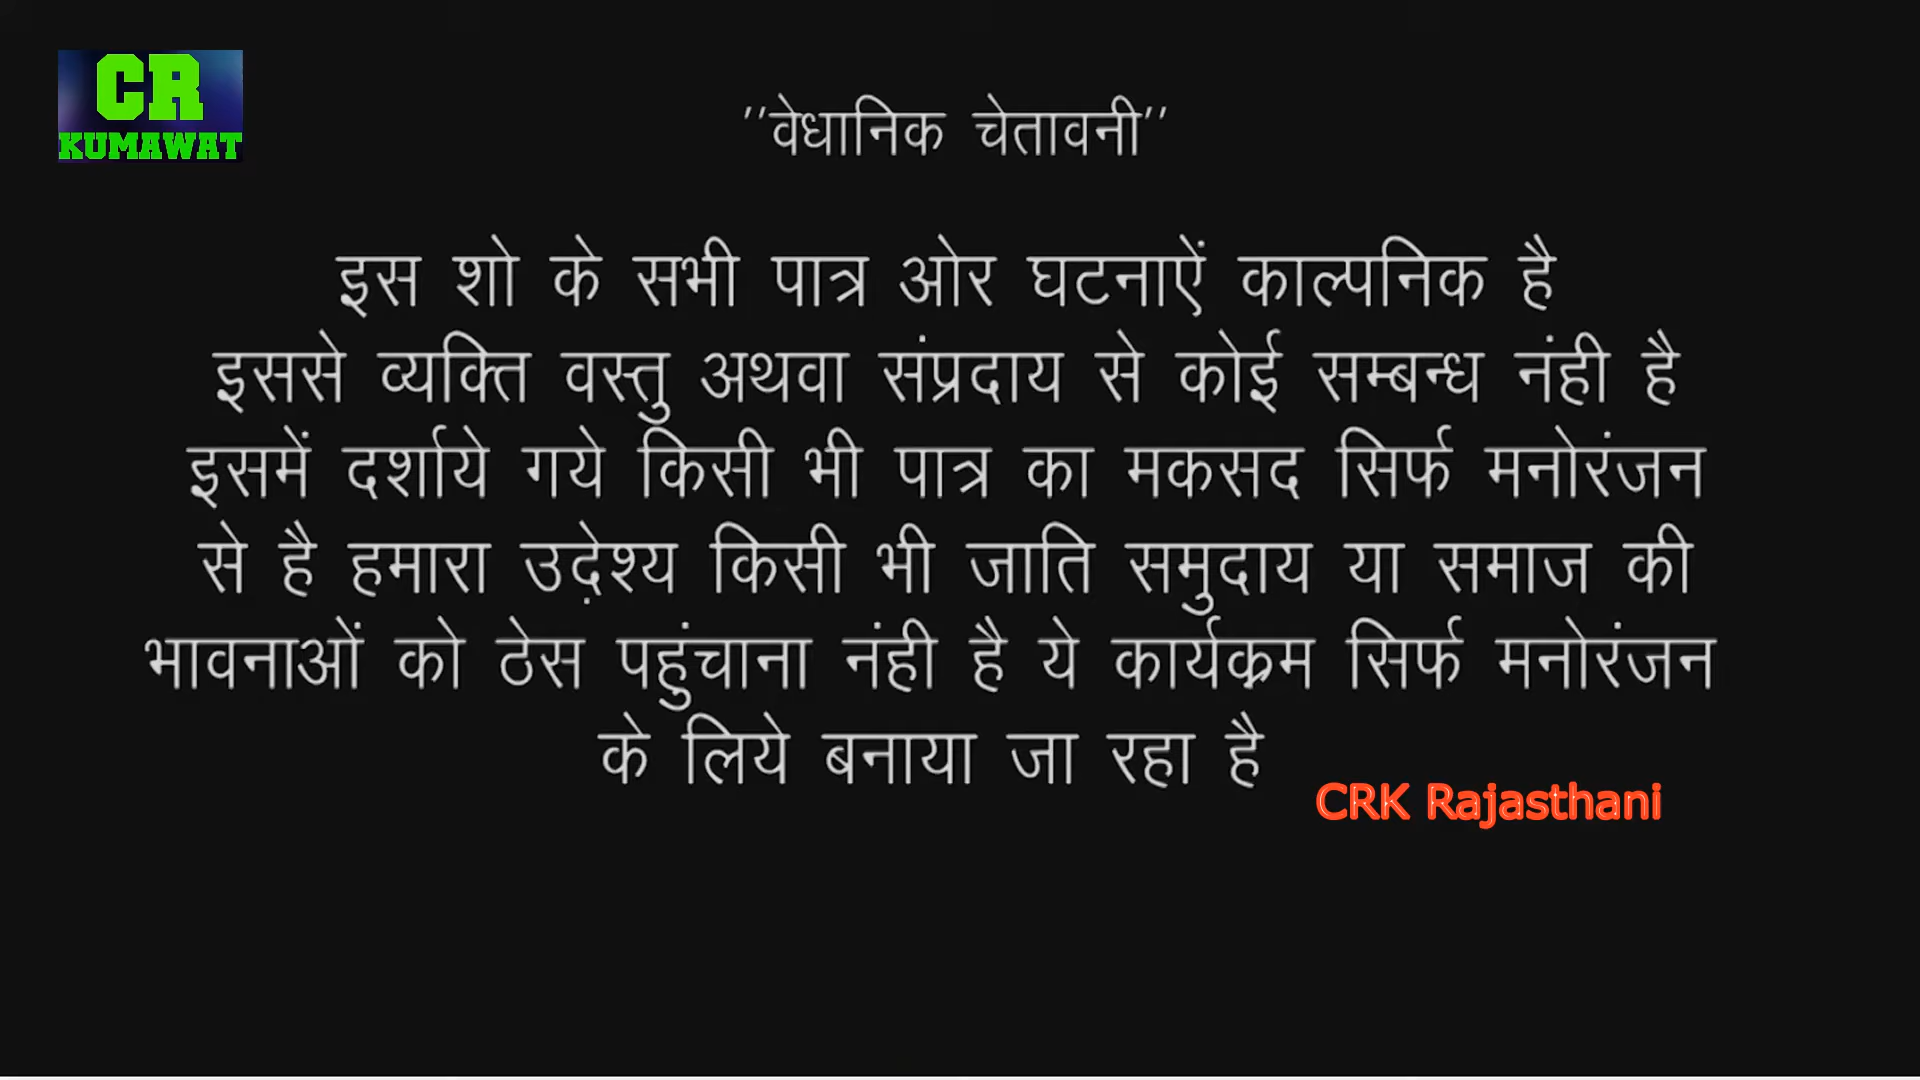 CR
KUMAWAT
''वेधानिक चेतावनी''
इस शो के सभी पात्र ओर घटनाऐं काल्पनिक है
इससे व्यक्ति वस्तु अथवा संप्रदाय से कोई सम्बन्ध नंही है
इसमें दर्शाये गये किसी भी पात्र का मकसद सिर्फ मनोरंजन
से है हमारा उद़ेश्य किसी भी जाति समुदाय या समाज की
भावनाओं को ठेस पहुंचाना नंही है ये कार्यक्रम सिर्फ मनोरंजन
के लिये बनाया जा रहा है
CRK Rajasthani